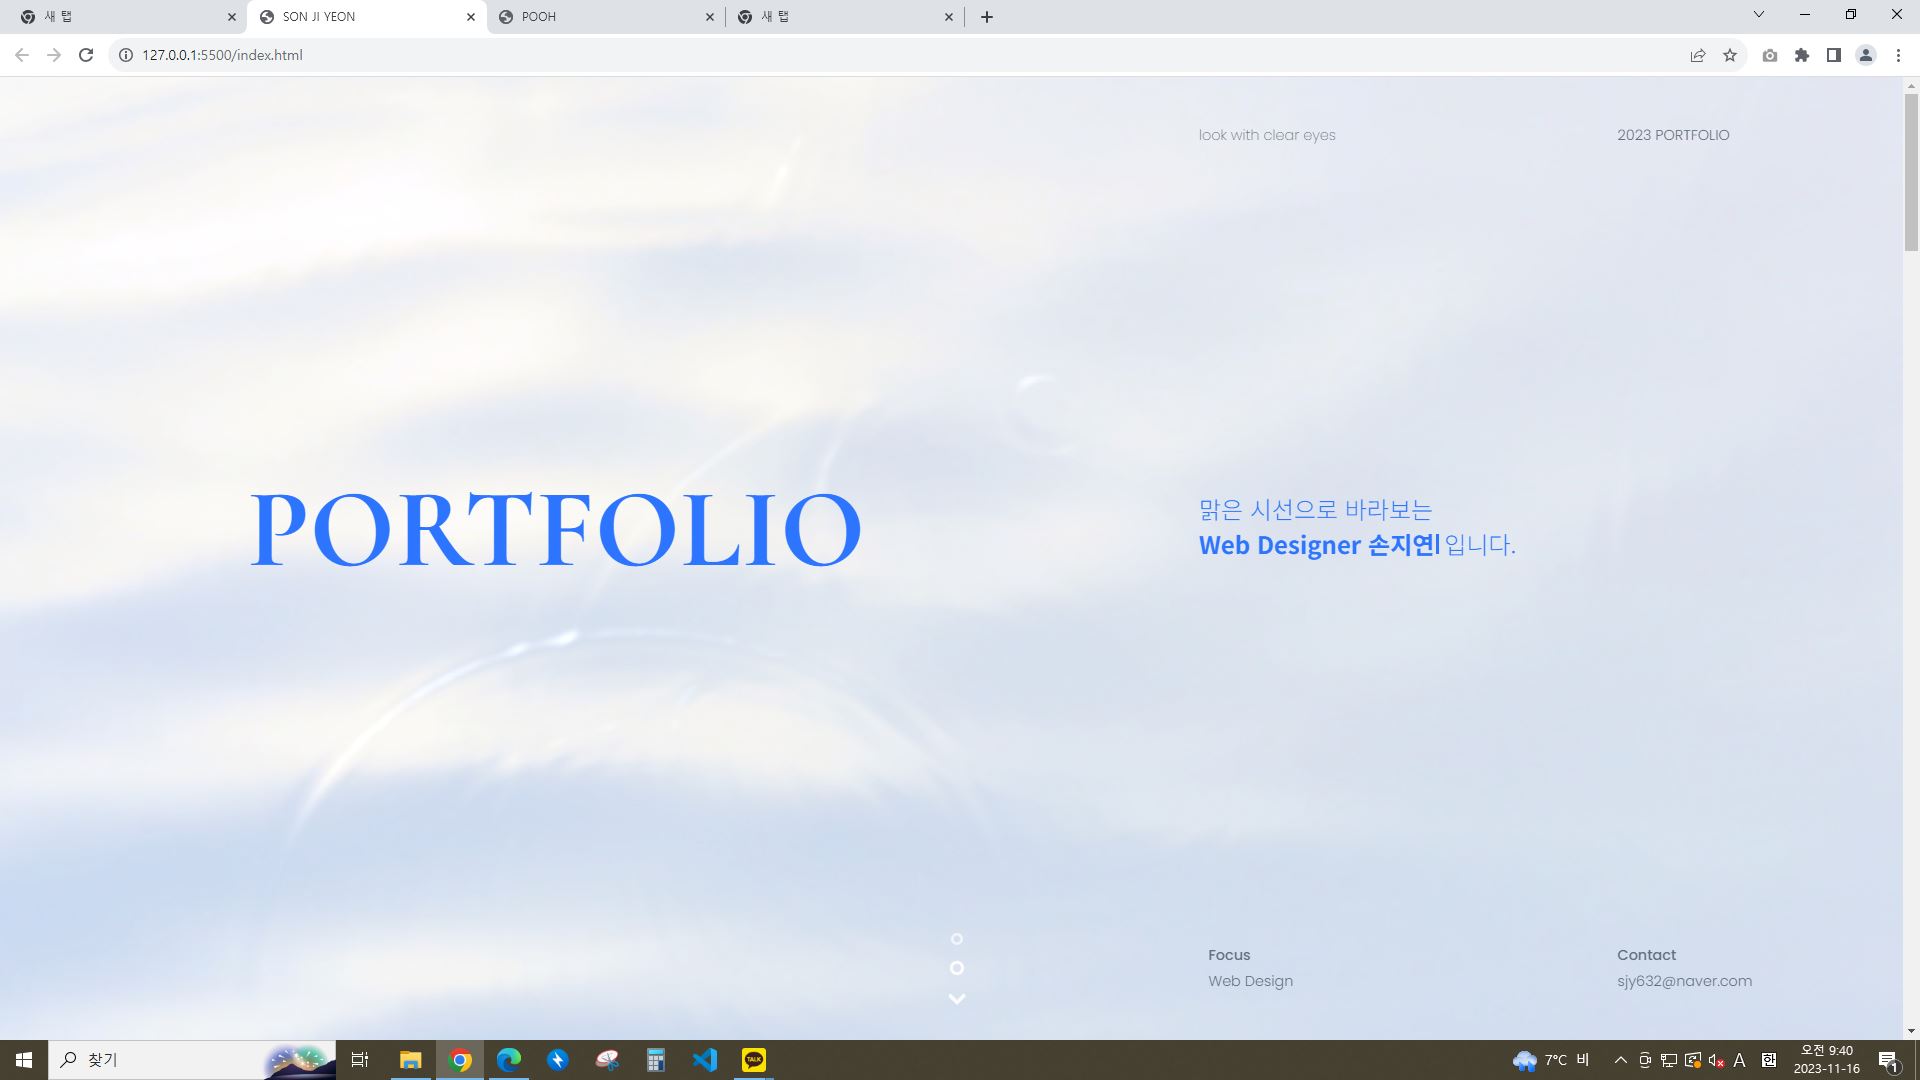 새 탭
SON JI YEON
POOH
새 탭
127.0.0.1:5500/index.html
look with clear eyes
2023 PORTFOLIO
PORTFOLIO
맑은 시선으로 바라보는
Web Designer 손지연 입니다.
Focus
Web Design
Contact
sjy632@naver.com
찾기
TALK
7°C 비
A
한
오전 9:40
2023-11-16
1